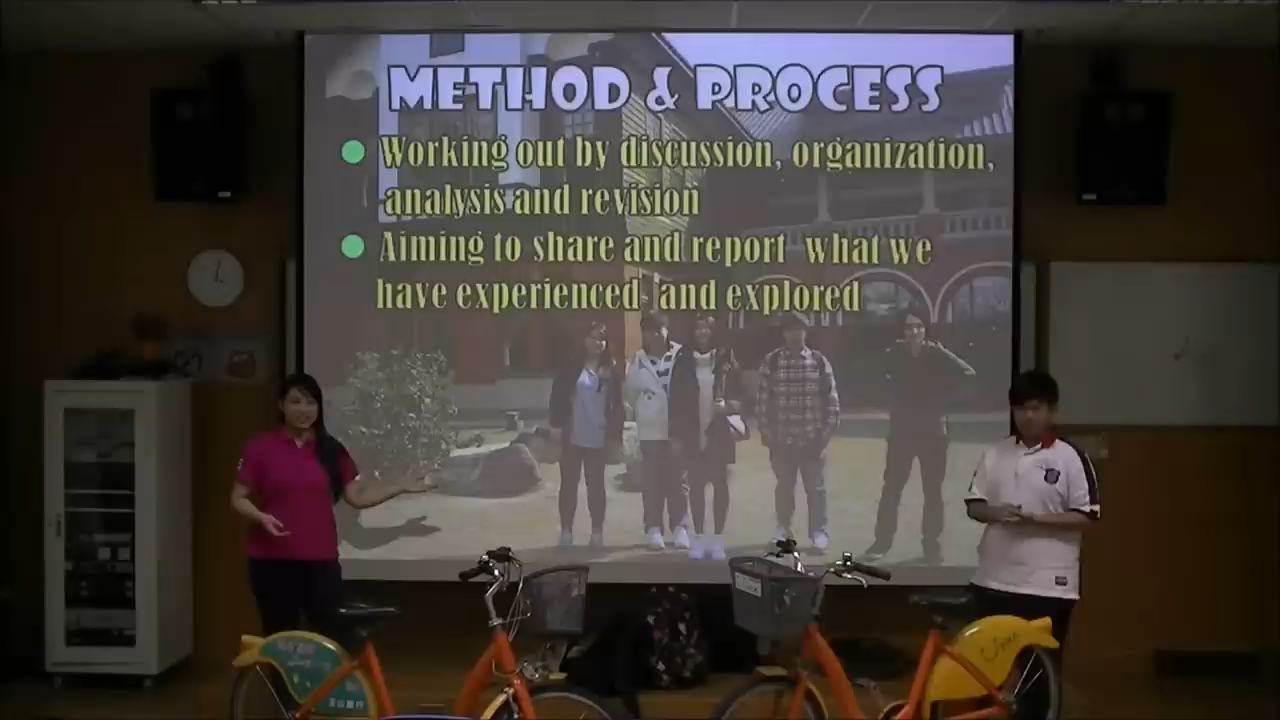 METHOD & PROCESS
Working out by discussion, organization,
analysis and revision
Aiming to share and report what we
have experienced and explored